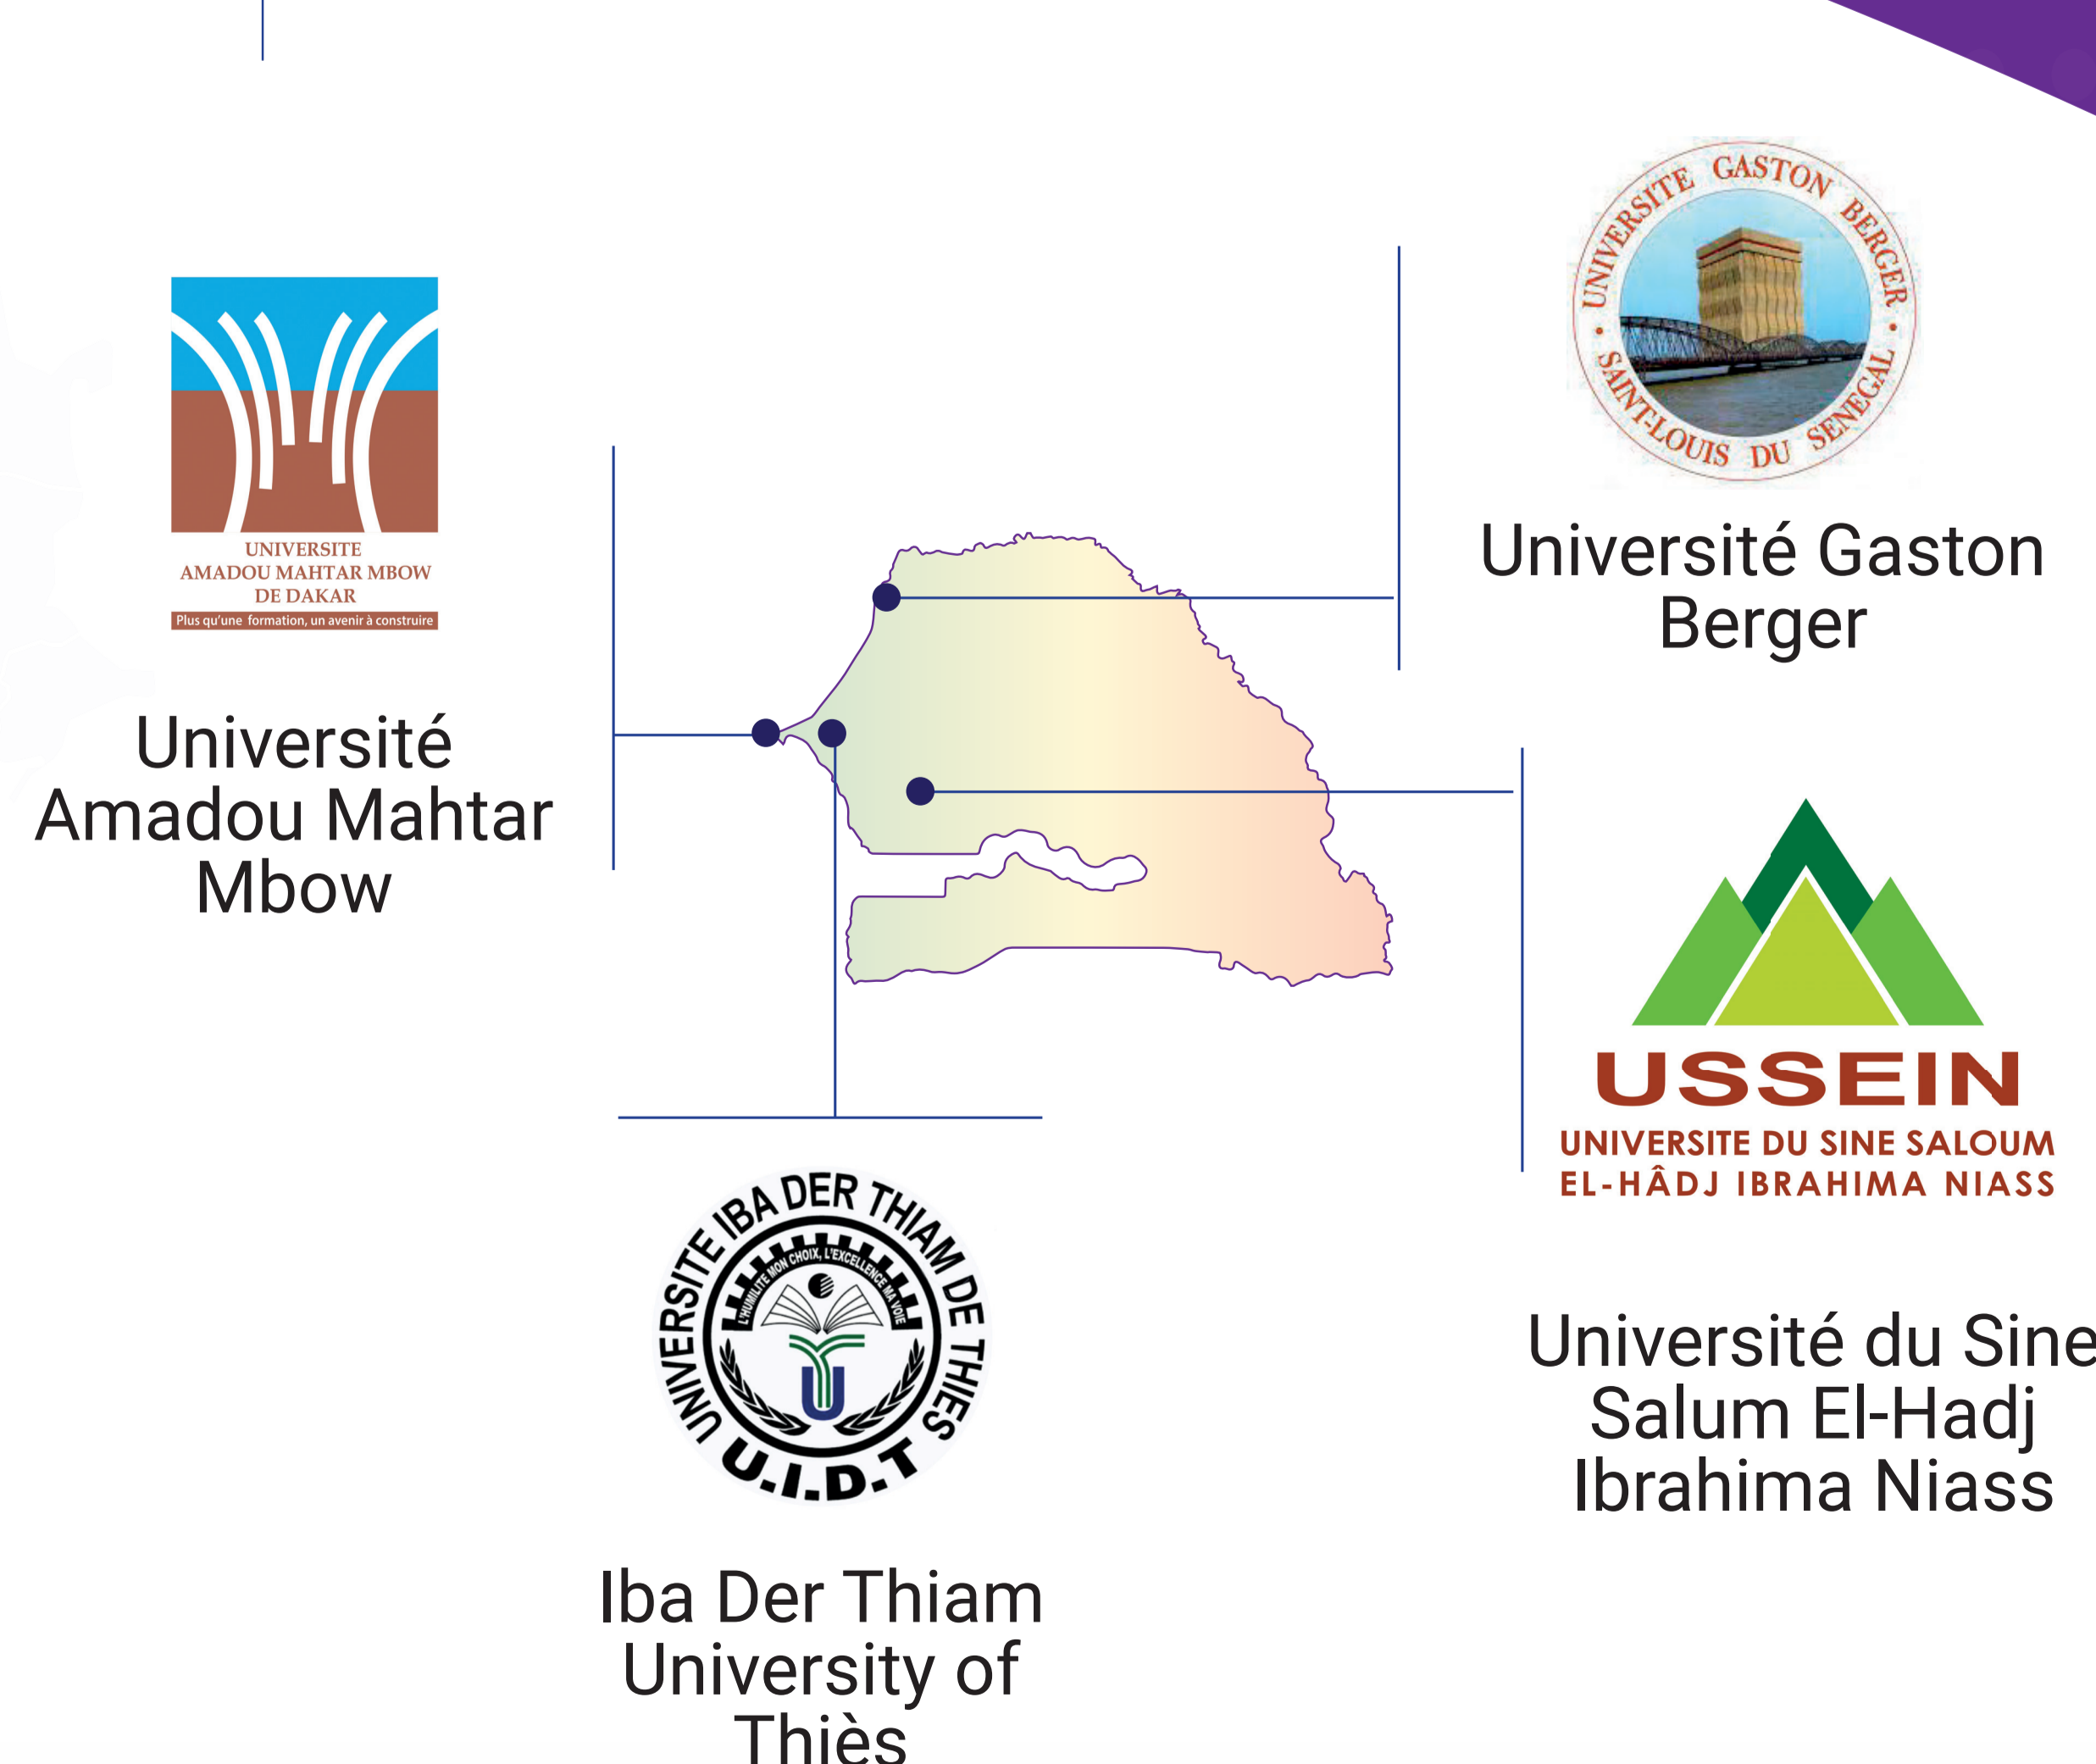 UNIVERSITE
AMADOU MAHTAR MBOW
DE DAKAR
Plus qu'une formation, un avenir à construire
Université
Amadou Mahtar
Mbow
UNIVERSITE GASTON BERGER
• SAINT-LOUIS DU SENEGAL •
Université Gaston
Berger
USSEIN
UNIVERSITE DU SINE SALOUM
EL-HÂDJ IBRAHIMA NIASS
Université du Sine
Salum El-Hadj
Ibrahima Niass
UNIVERSITE IBA DER THIAM DE THIES
L'HUMILITE MON CHOIX, L'EXCELLENCE MA VOIE
U
U.I.D.T
Iba Der Thiam
University of
Thiès